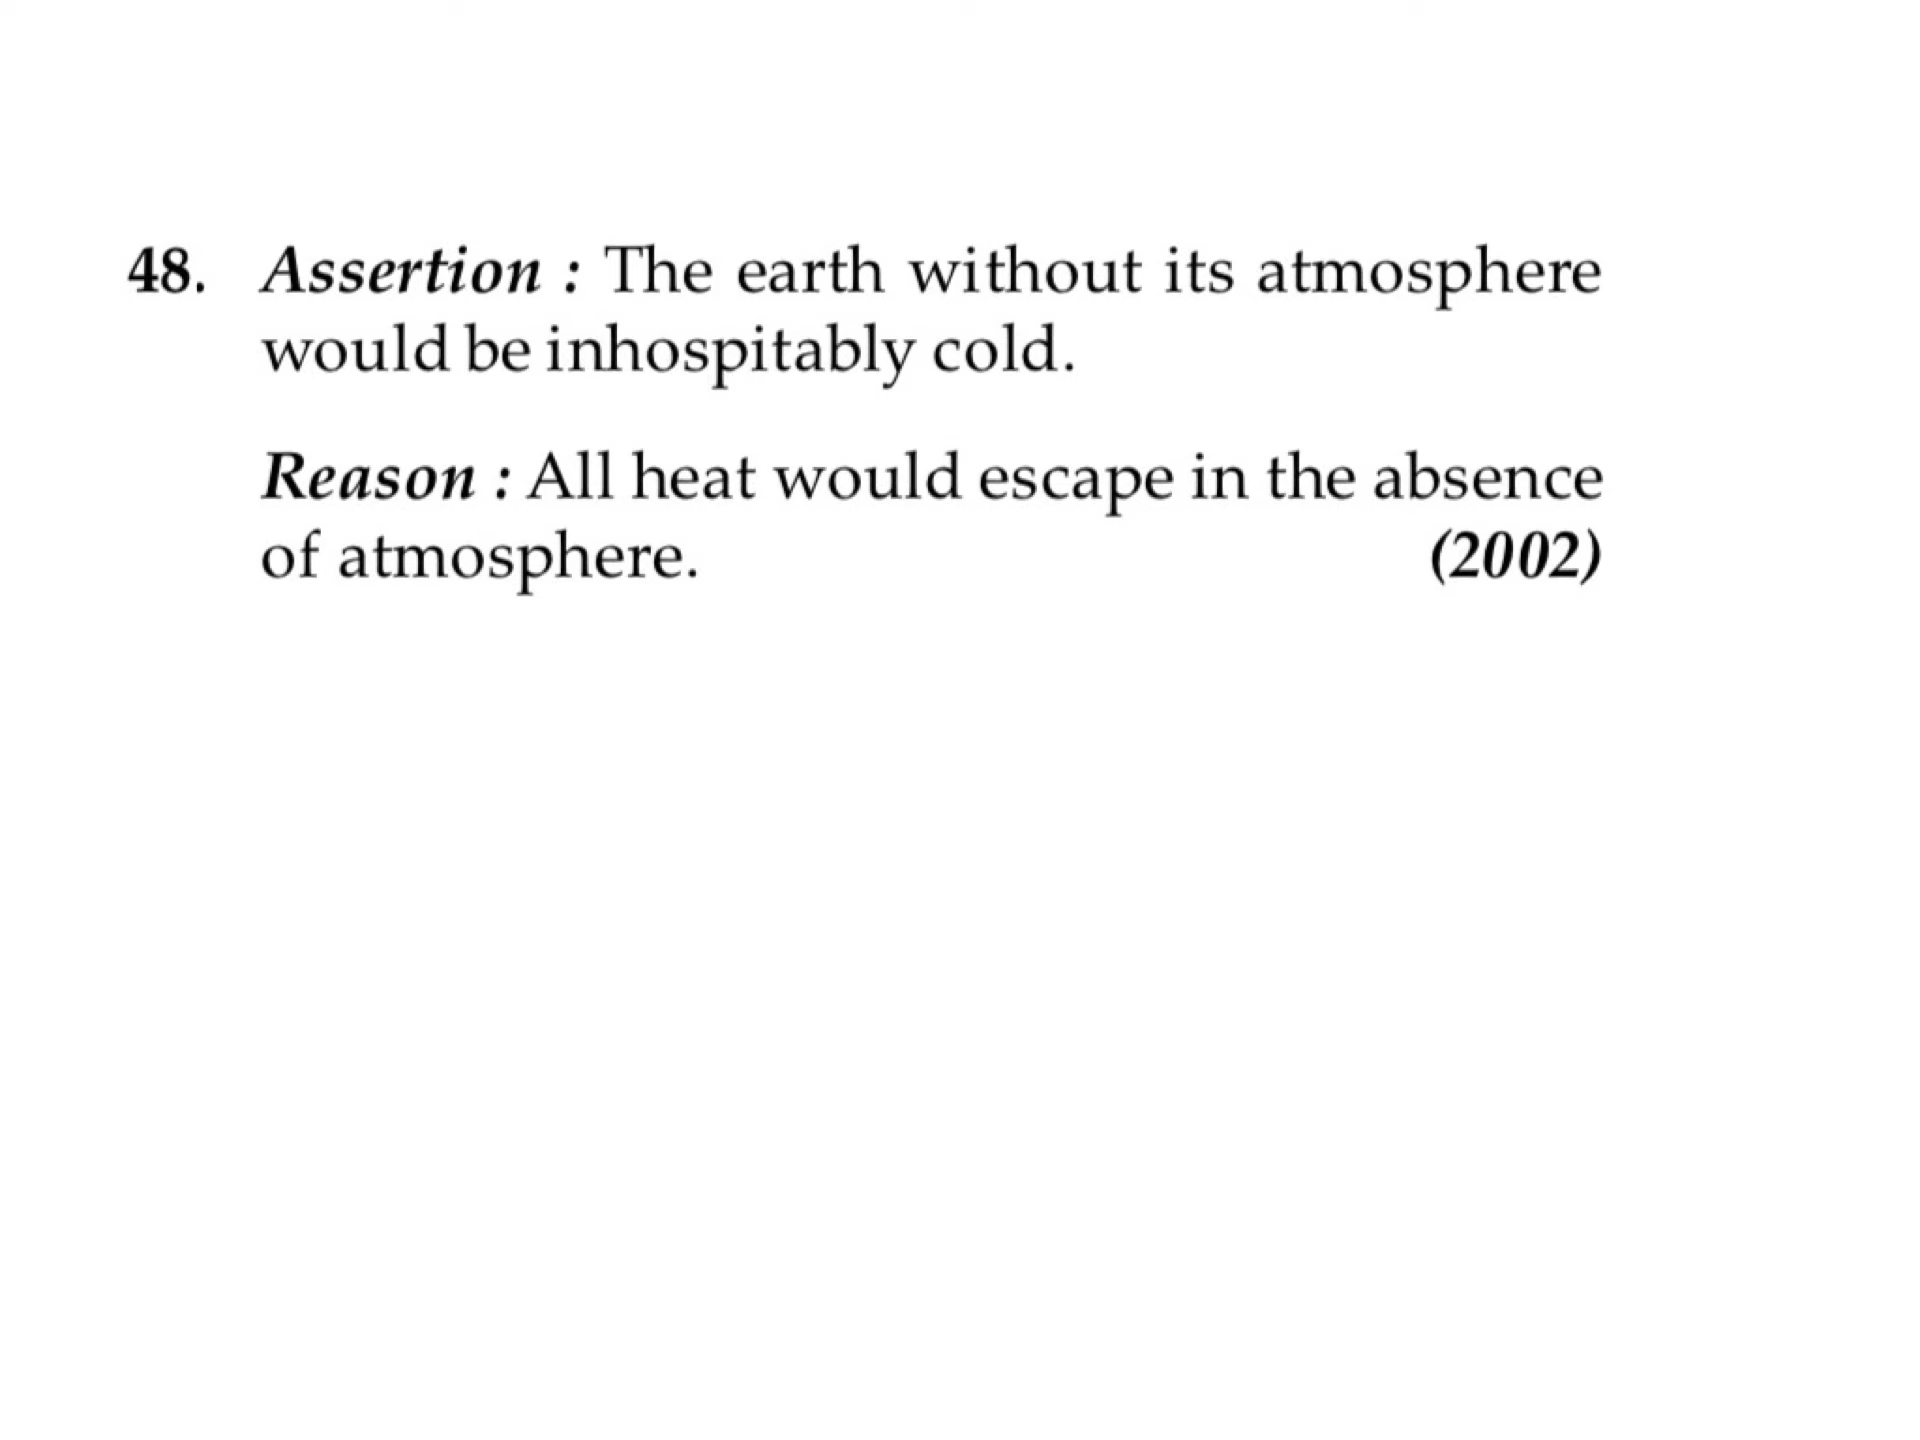 48. Assertion : The earth without its atmosphere
would be inhospitably cold.
Reason : All heat would escape in the absence
of atmosphere. (2002)